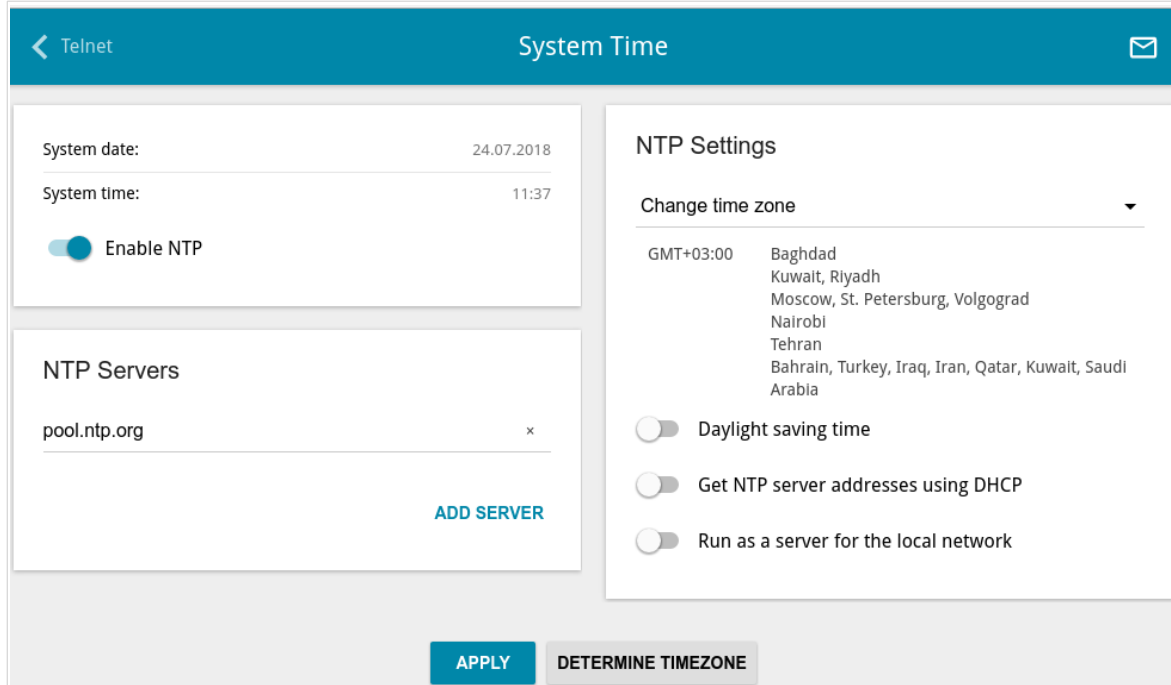 Telnet
System Time
System date: 24.07.2018
System time: 11:37
Enable NTP
NTP Servers
pool.ntp.org ×
ADD SERVER
NTP Settings
Change time zone
GMT+03:00 Baghdad
Kuwait, Riyadh
Moscow, St. Petersburg, Volgograd
Nairobi
Tehran
Bahrain, Turkey, Iraq, Iran, Qatar, Kuwait, Saudi
Arabia
Daylight saving time
Get NTP server addresses using DHCP
Run as a server for the local network
APPLY
DETERMINE TIMEZONE